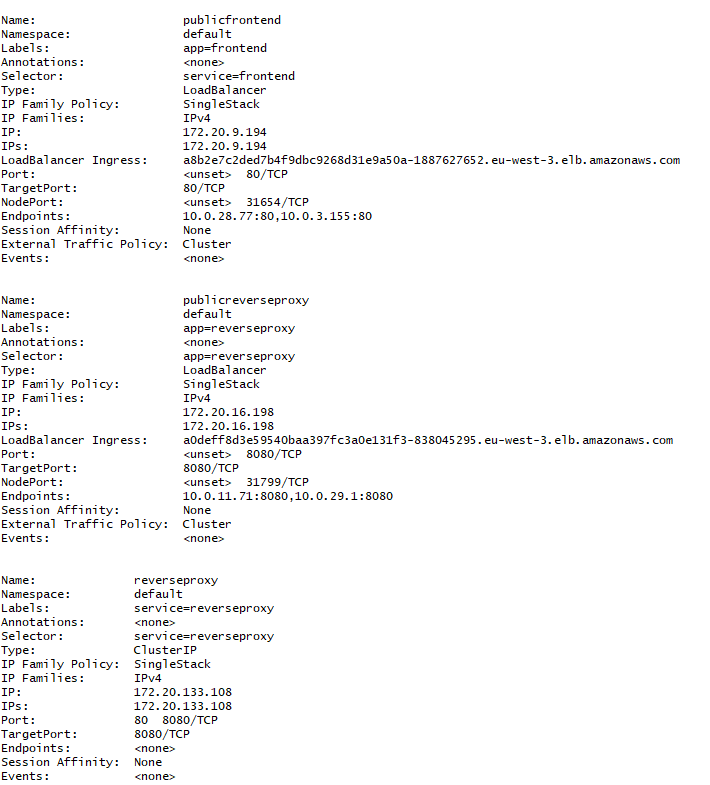 Name: publicfrontend
Namespace: default
Labels: app=frontend
Annotations: <none>
Selector: service=frontend
Type: LoadBalancer
IP Family Policy: SingleStack
IP Families: IPv4
IP: 172.20.9.194
IPs: 172.20.9.194
LoadBalancer Ingress: a8b2e7c2ded7b4f9dbc9268d31e9a50a-1887627652.eu-west-3.elb.amazonaws.com
Port: <unset> 80/TCP
TargetPort: 80/TCP
NodePort: <unset> 31654/TCP
Endpoints: 10.0.28.77:80,10.0.3.155:80
Session Affinity: None
External Traffic Policy: Cluster
Events: <none>
Name: publicreverseproxy
Namespace: default
Labels: app=reverseproxy
Annotations: <none>
Selector: app=reverseproxy
Type: LoadBalancer
IP Family Policy: SingleStack
IP Families: IPv4
IP: 172.20.16.198
IPs: 172.20.16.198
LoadBalancer Ingress: a0deff8d3e59540baa397fc3a0e131f3-838045295.eu-west-3.elb.amazonaws.com
Port: <unset> 8080/TCP
TargetPort: 8080/TCP
NodePort: <unset> 31799/TCP
Endpoints: 10.0.11.71:8080,10.0.29.1:8080
Session Affinity: None
External Traffic Policy: Cluster
Events: <none>
Name: reverseproxy
Namespace: default
Labels: service=reverseproxy
Annotations: <none>
Selector: service=reverseproxy
Type: ClusterIP
IP Family Policy: SingleStack
IP Families: IPv4
IP: 172.20.133.108
IPs: 172.20.133.108
Port: 80 8080/TCP
TargetPort: 8080/TCP
Endpoints: <none>
Session Affinity: None
Events: <none>